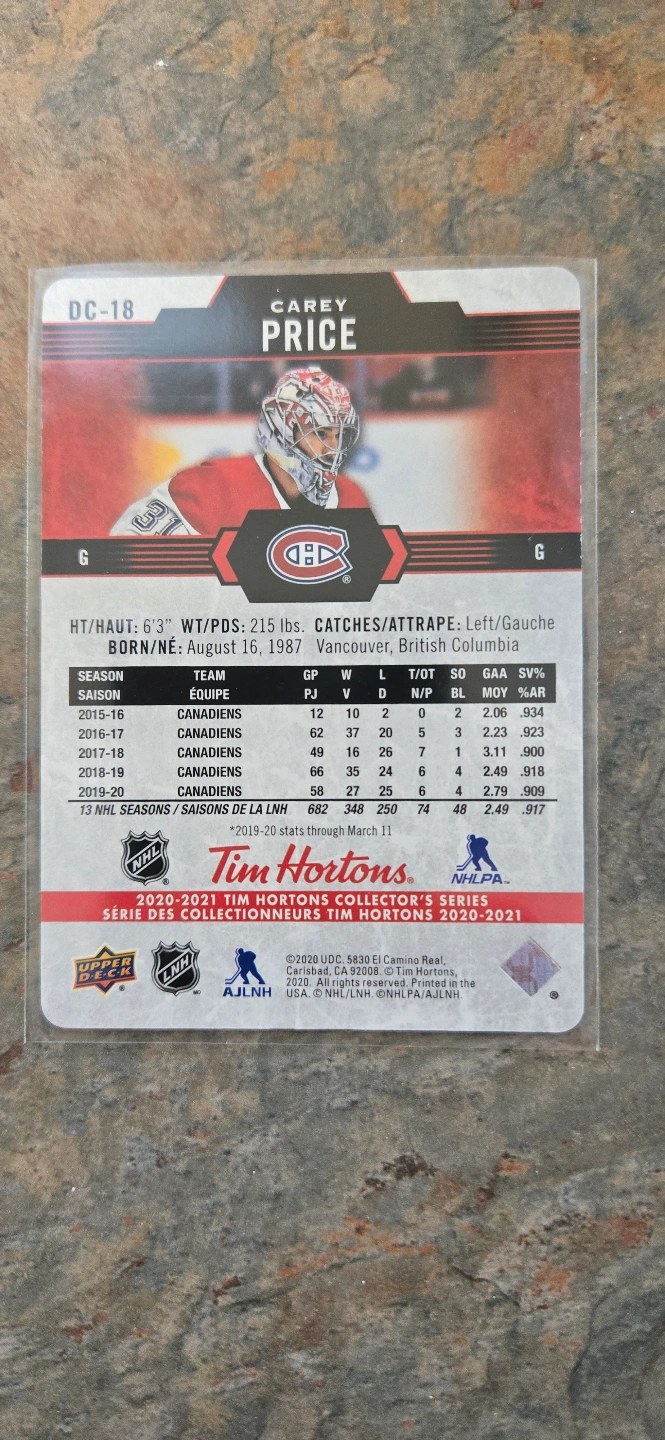 DC-18
CAREY
PRICE
31
G
G
HT/HAUT: 6'3" WT/PDS: 215 lbs. CATCHES/ATTRAPE: Left/Gauche
BORN/NÉ: August 16, 1987 Vancouver, British Columbia
SEASON TEAM GP W L T/OT SO GAA SV%
SAISON ÉQUIPE PJ V D N/P BL MOY %AR
2015-16 CANADIENS 12 10 2 0 2 2.06 .934
2016-17 CANADIENS 62 37 20 5 3 2.23 .923
2017-18 CANADIENS 49 16 26 7 1 3.11 .900
2018-19 CANADIENS 66 35 24 6 4 2.49 .918
2019-20 CANADIENS 58 27 25 6 4 2.79 .909
13 NHL SEASONS / SAISONS DE LA LNH 682 348 250 74 48 2.49 .917
*2019-20 stats through March 11
NHL ® Tim Hortons® NHLPA™
2020-2021 TIM HORTONS COLLECTOR'S SERIES
SÉRIE DES COLLECTIONNEURS TIM HORTONS 2020-2021
UPPER DECK ® LNH AJLNH
©2020 UDC. 5830 El Camino Real,
Carlsbad, CA 92008. © Tim Hortons,
2020. All rights reserved. Printed in the
USA. © NHL/LNH. ©NHLPA/AJLNH.
®